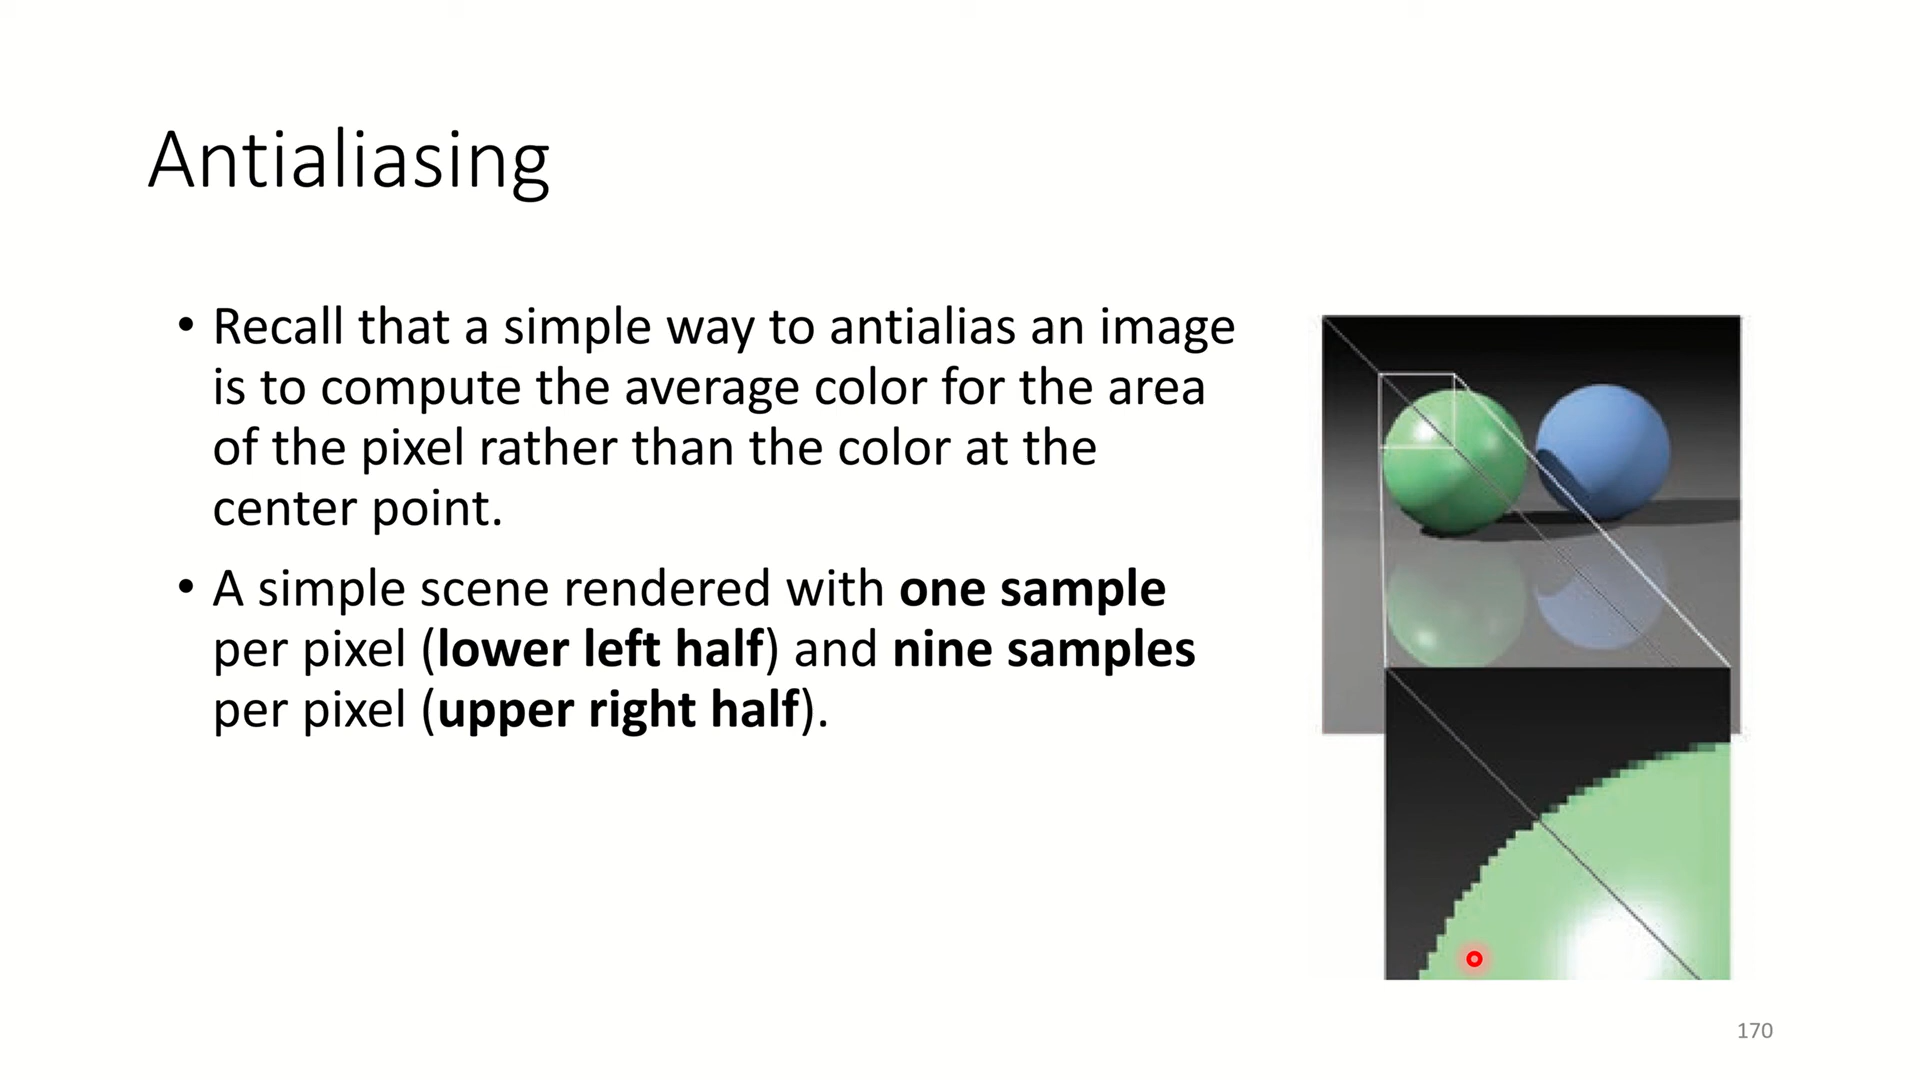 Antialiasing
• Recall that a simple way to antialias an image
is to compute the average color for the area
of the pixel rather than the color at the
center point.
• A simple scene rendered with one sample
per pixel (lower left half) and nine samples
per pixel (upper right half).
170